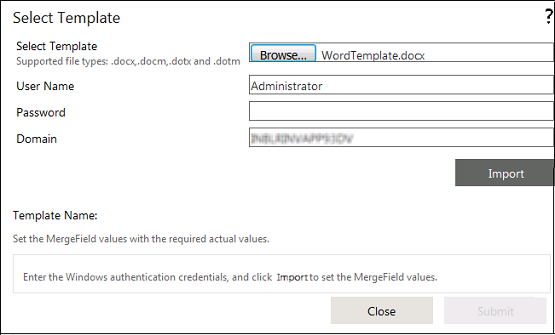 Select Template
?
Select Template
Supported file types: .docx,.docm,.dotx and .dotm
Browse... WordTemplate.docx
User Name Administrator
Password
Domain
Import
Template Name:
Set the MergeField values with the required actual values.
Enter the Windows authentication credentials, and click Import to set the MergeField values.
Close Submit